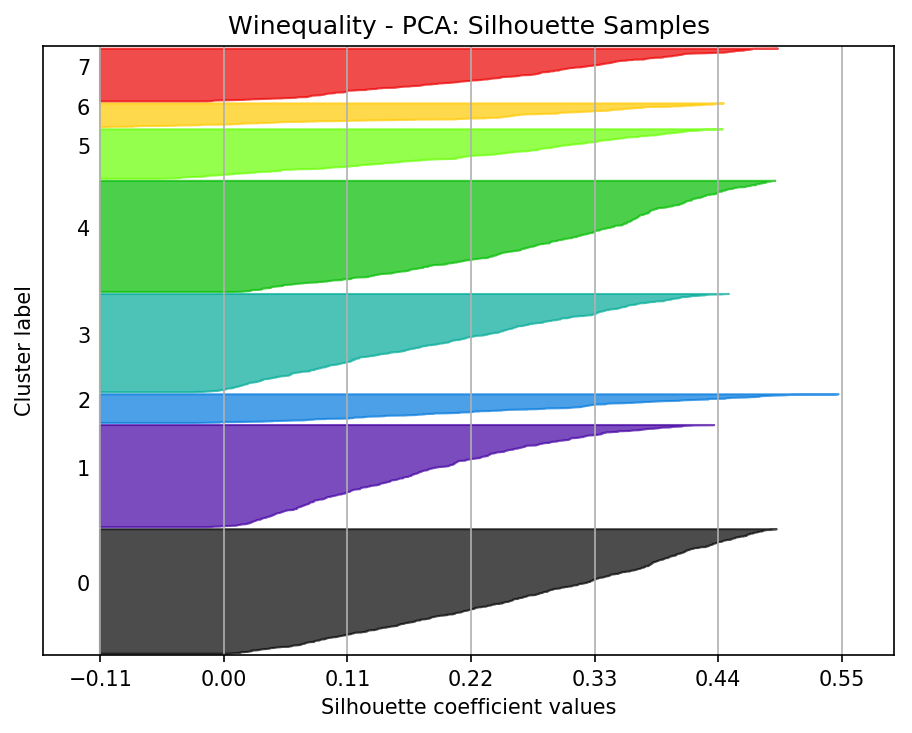 Winequality - PCA: Silhouette Samples
7
6
5
4
3
2
1
0
Cluster label
−0.11 0.00 0.11 0.22 0.33 0.44 0.55
Silhouette coefficient values